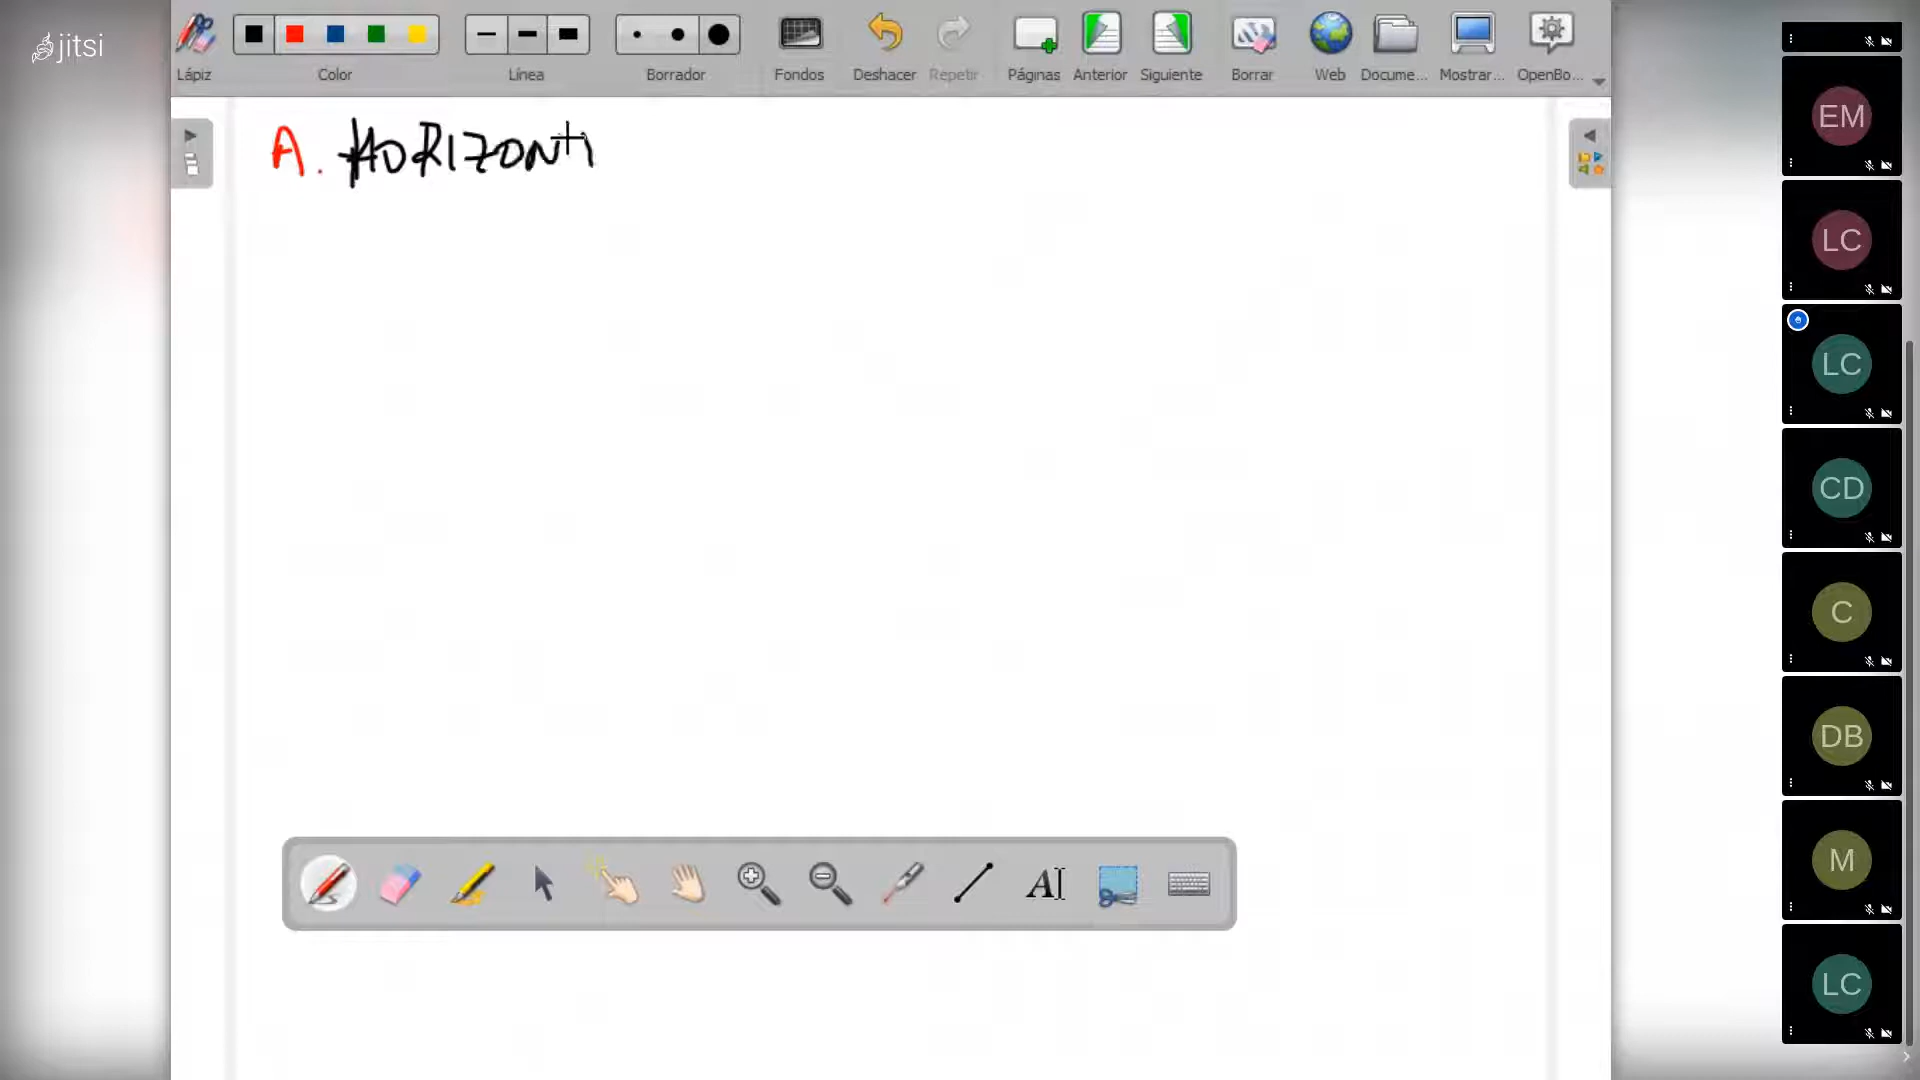 jitsi
Lápiz Color Línea Borrador Fondos Deshacer Repetir Páginas Anterior Siguiente Borrar Web Docume... Mostrar... OpenBo...
A. HORIZONT
EM
LC
LC
CD
C
DB
M
LC